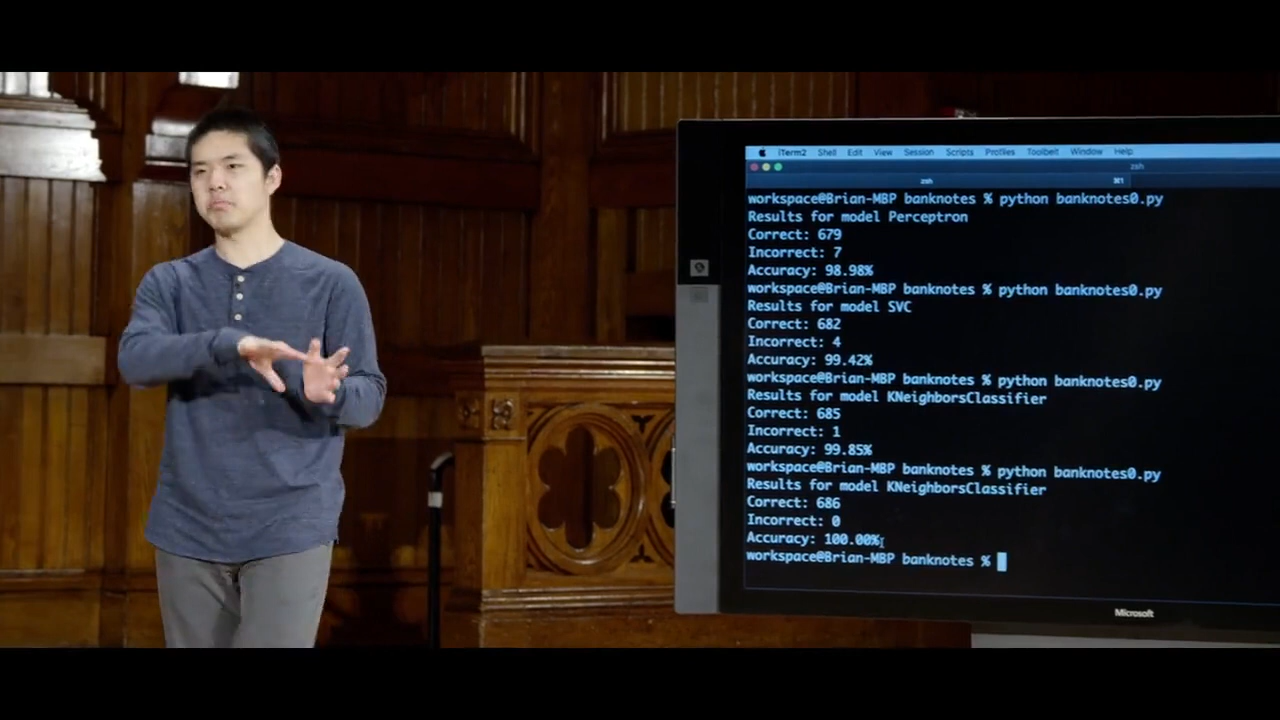 iTerm2 Shell Edit View Session Scripts Profiles Toolbelt Window Help
zsh
zsh ⌘1
workspace@Brian-MBP banknotes % python banknotes0.py
Results for model Perceptron
Correct: 679
Incorrect: 7
Accuracy: 98.98%
workspace@Brian-MBP banknotes % python banknotes0.py
Results for model SVC
Correct: 682
Incorrect: 4
Accuracy: 99.42%
workspace@Brian-MBP banknotes % python banknotes0.py
Results for model KNeighborsClassifier
Correct: 685
Incorrect: 1
Accuracy: 99.85%
workspace@Brian-MBP banknotes % python banknotes0.py
Results for model KNeighborsClassifier
Correct: 686
Incorrect: 0
Accuracy: 100.00%
workspace@Brian-MBP banknotes %
Microsoft